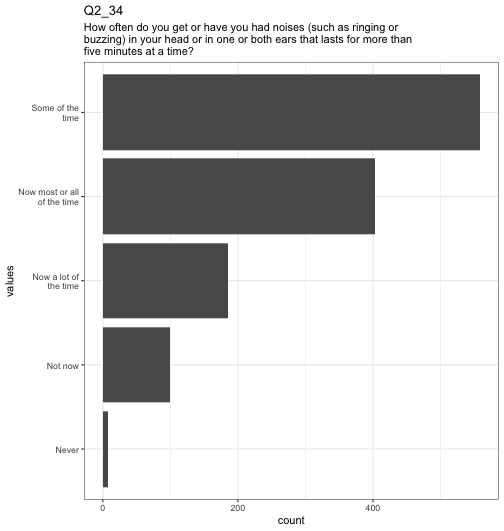 Q2_34
How often do you get or have you had noises (such as ringing or
buzzing) in your head or in one or both ears that lasts for more than
five minutes at a time?
values
Some of the
time
Now most or all
of the time
Now a lot of
the time
Not now
Never
0
200
400
count